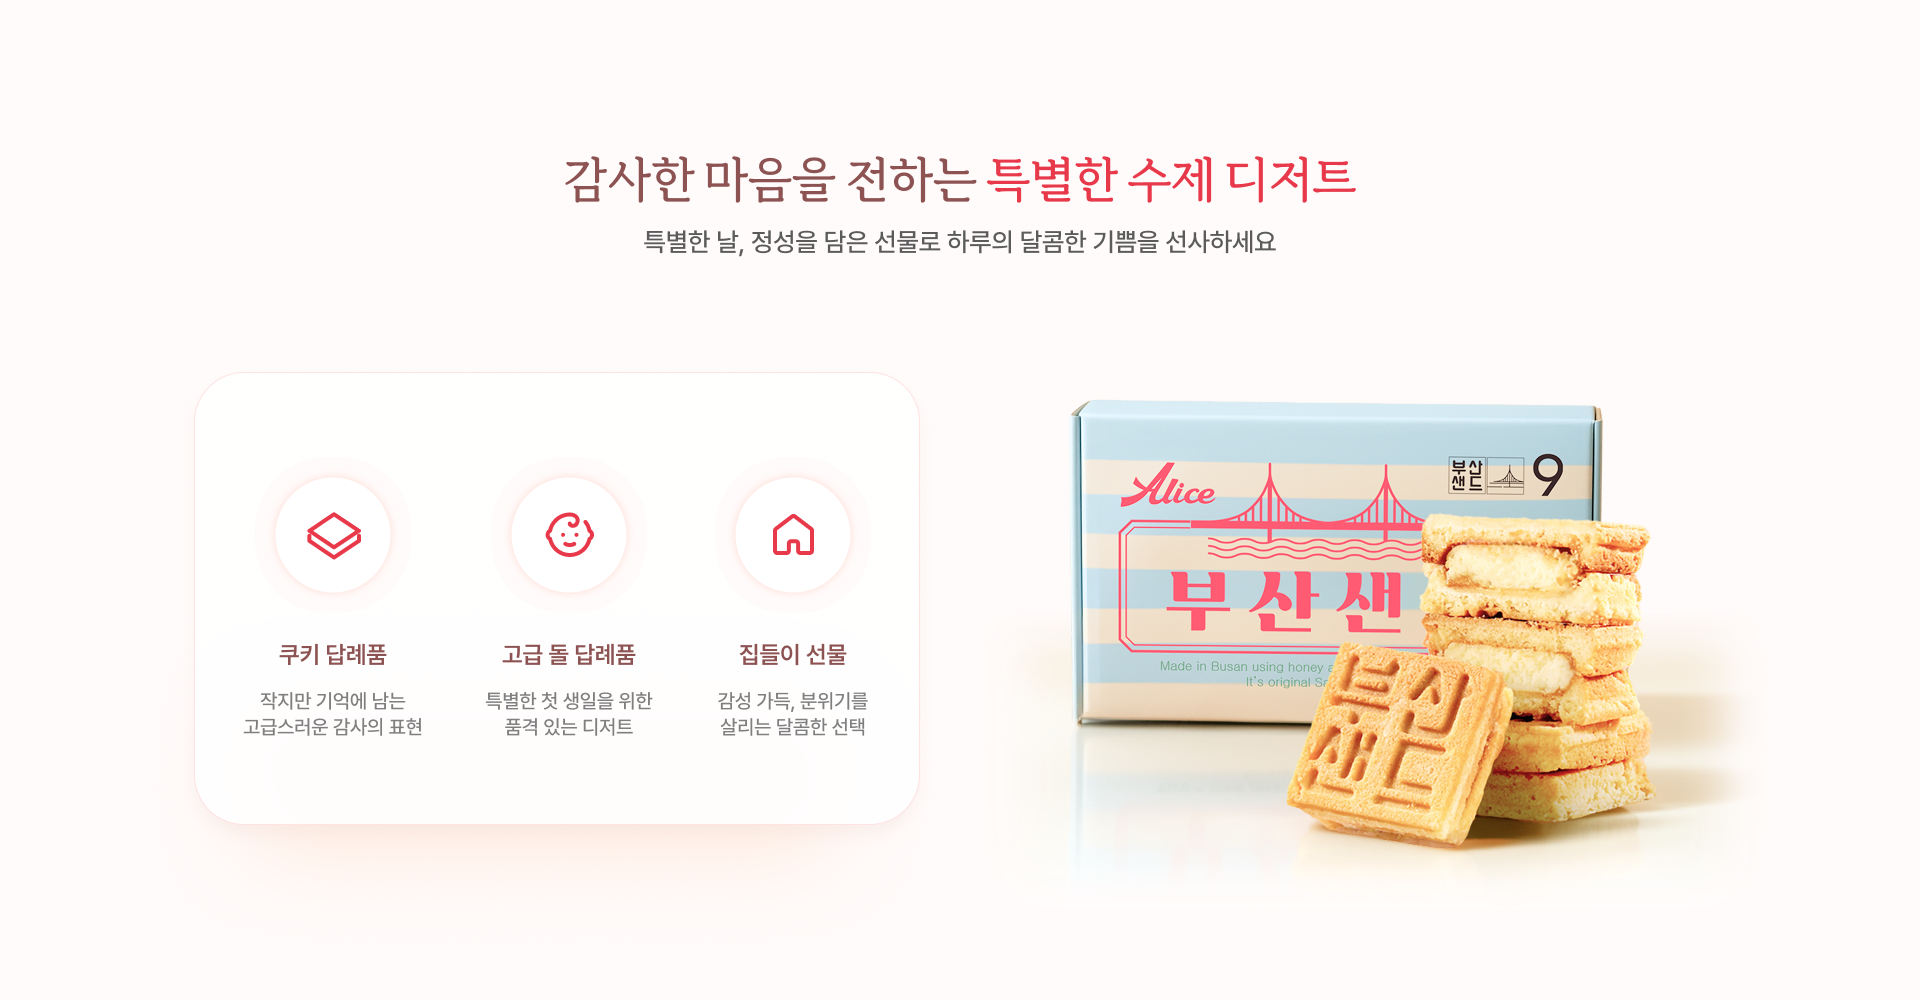 감사한 마음을 전하는 특별한 수제 디저트
특별한 날, 정성을 담은 선물로 하루의 달콤한 기쁨을 선사하세요
쿠키 답례품
작지만 기억에 남는
고급스러운 감사의 표현
고급 돌 답례품
특별한 첫 생일을 위한
품격 있는 디저트
집들이 선물
감성 가득, 분위기를
살리는 달콤한 선택
Alice
부산
샌드
9
부산샌
Made in Busan using honey
It's original
부산
샌드